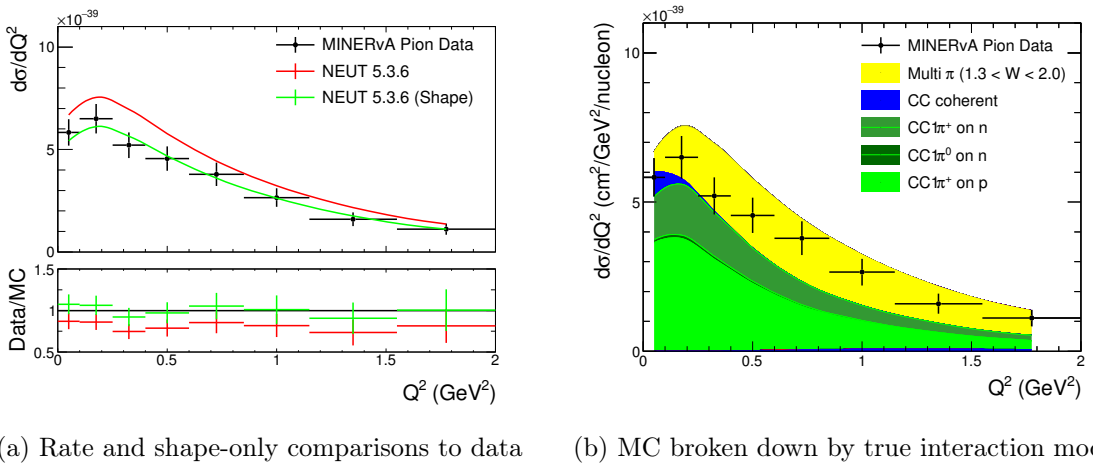 ×10⁻³⁹
10
5
0
dσ/dQ²
MINERvA Pion Data
NEUT 5.3.6
NEUT 5.3.6 (Shape)
1.5
1
0.5
Data/MC
0 0.5 1 1.5 2
Q² (GeV²)
(a) Rate and shape-only comparisons to data
×10⁻³⁹
10
5
0
dσ/dQ² (cm²/GeV²/nucleon)
MINERvA Pion Data
Multi π (1.3 < W < 2.0)
CC coherent
CC1π⁺ on n
CC1π⁰ on n
CC1π⁺ on p
0 0.5 1 1.5 2
Q² (GeV²)
(b) MC broken down by true interaction mo